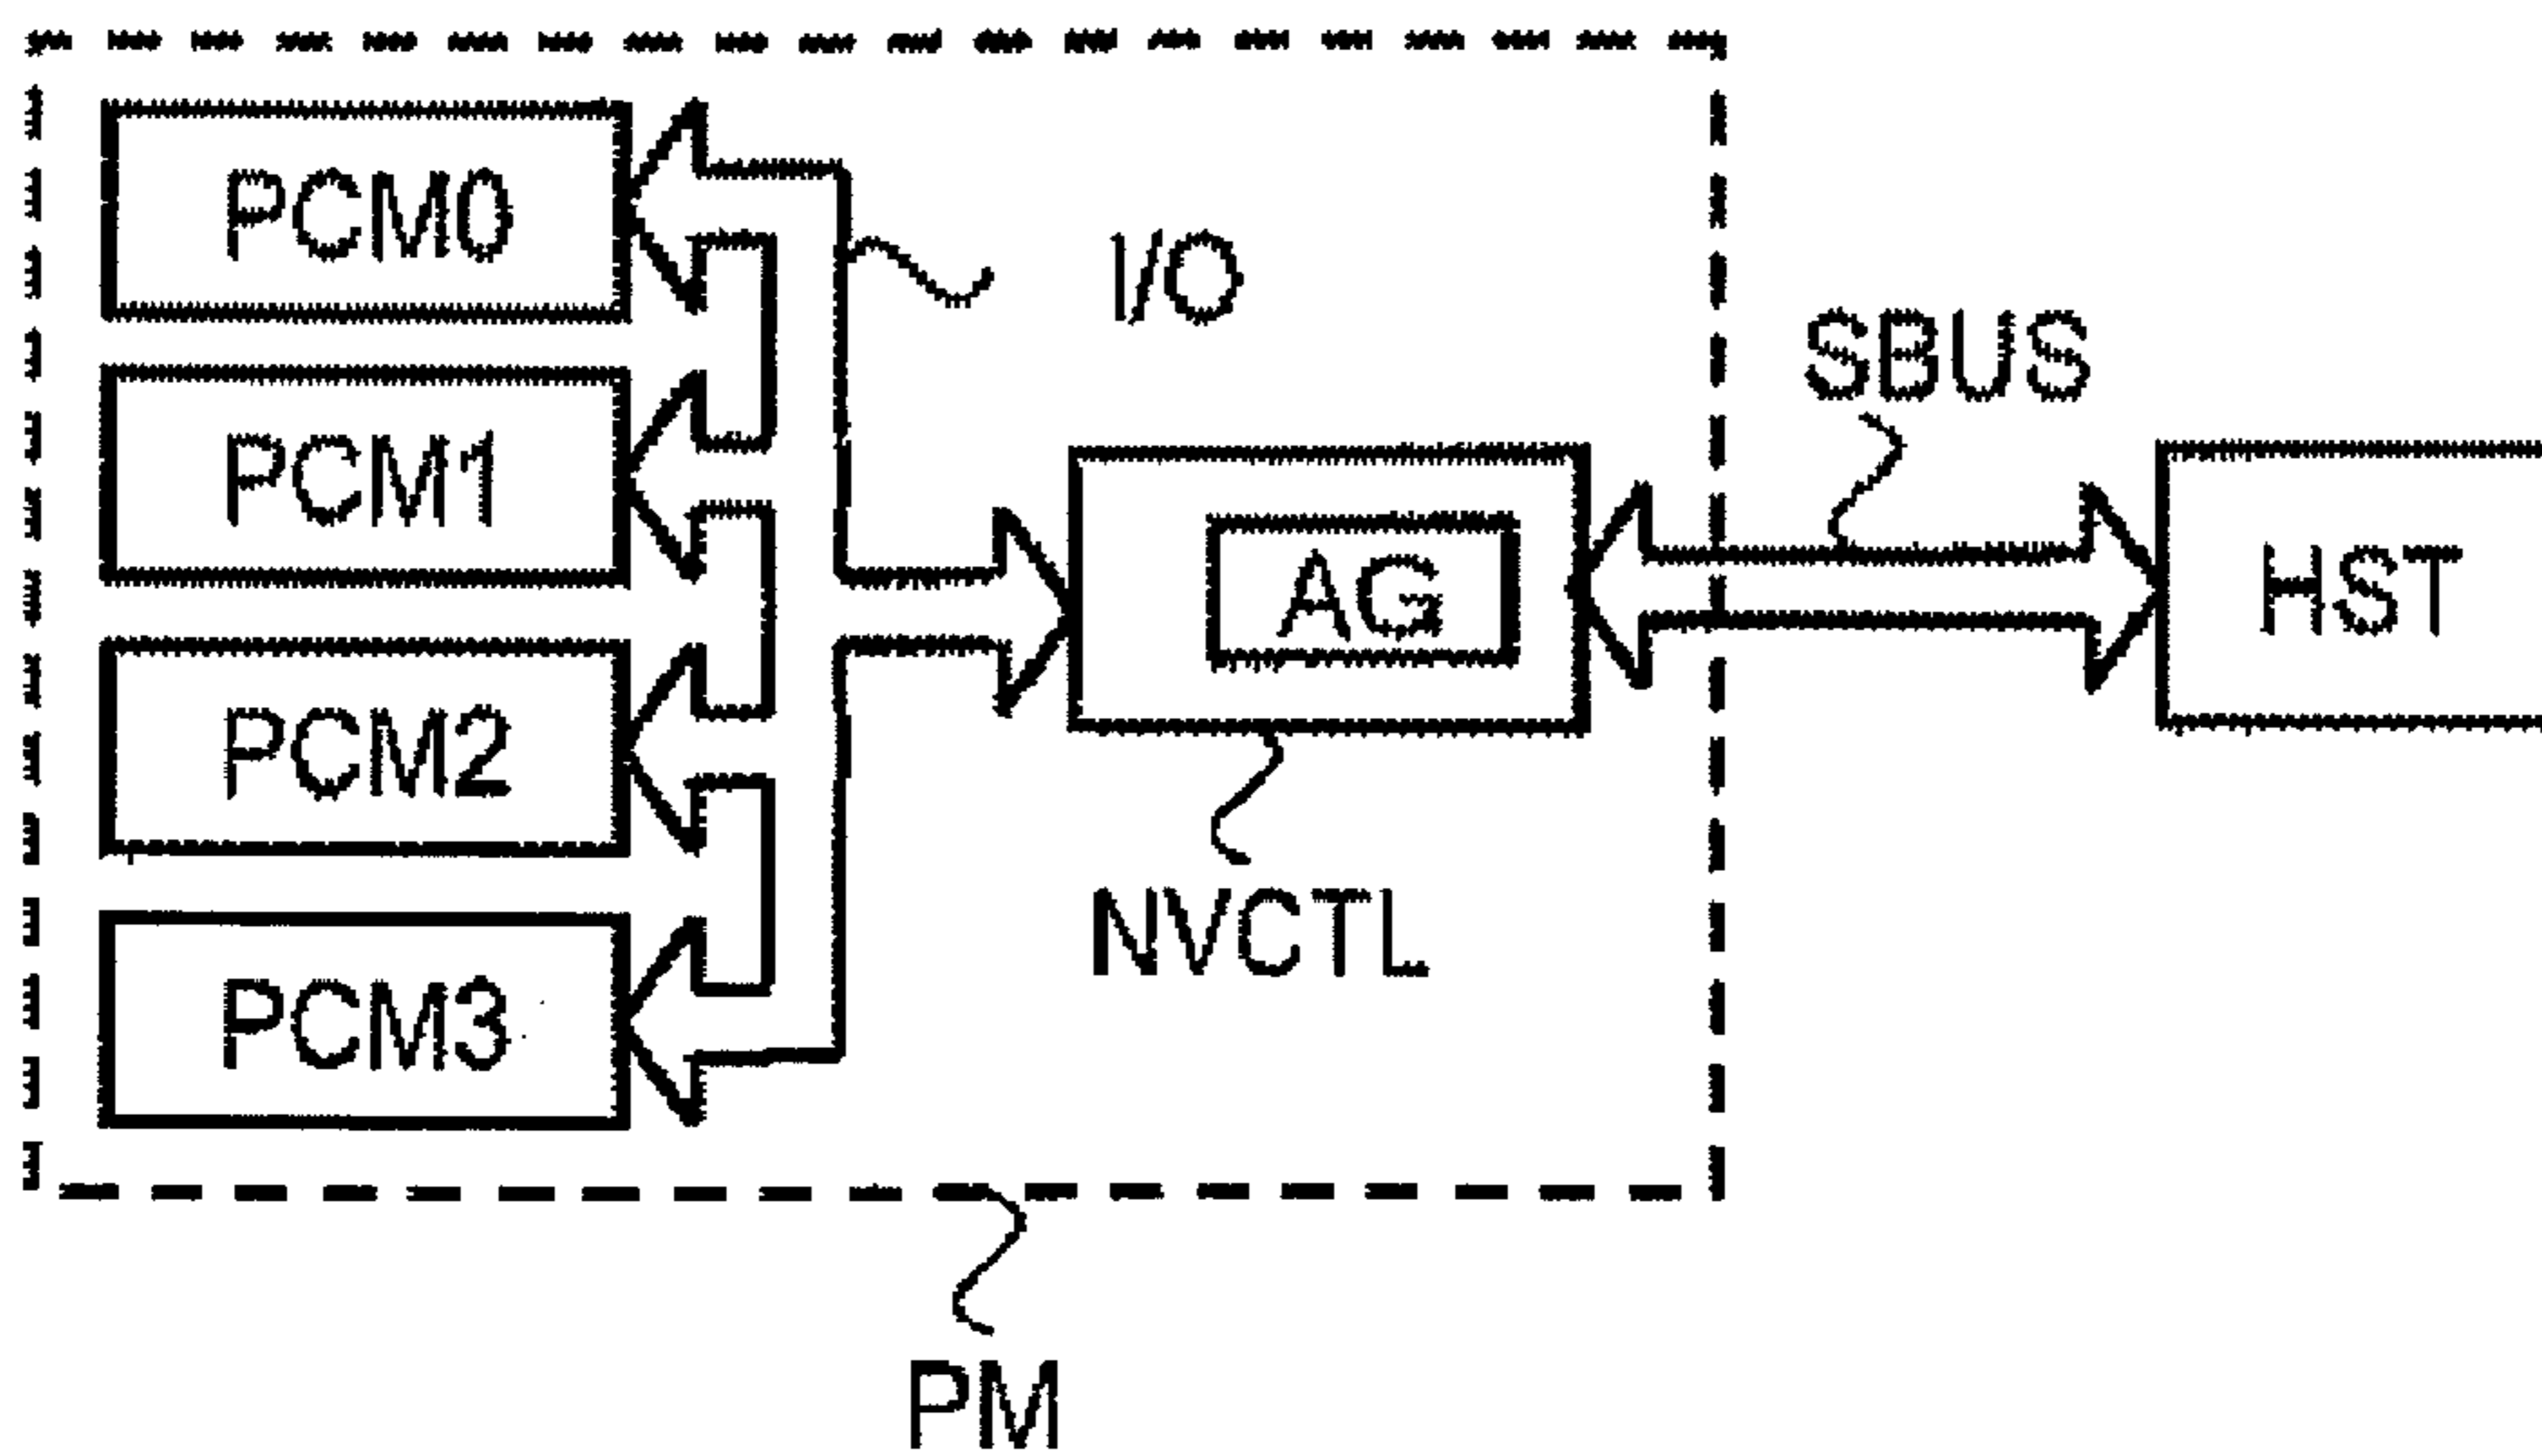 PCM0
I/O
SBUS
PCM1
AG
HST
PCM2
NVCTL
PCM3
PM